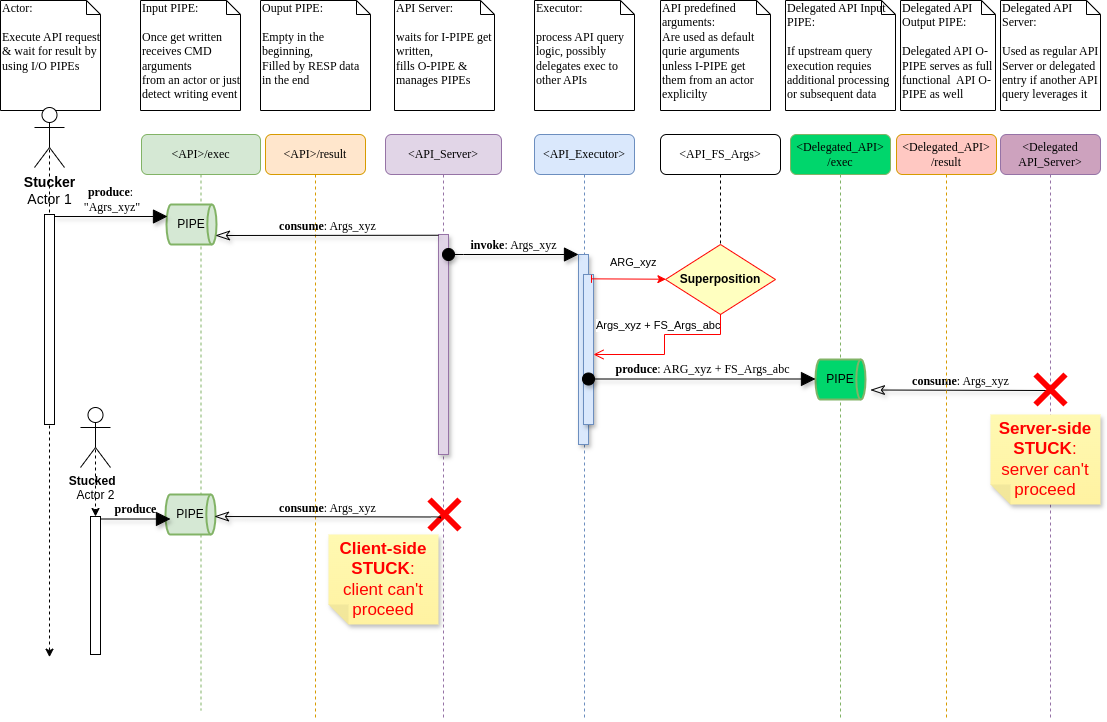 Actor:
Execute API request
& wait for result by
using I/O PIPEs
Input PIPE:
Once get written
receives CMD
arguments
from an actor or just
detect writing event
Ouput PIPE:
Empty in the
beginning,
Filled by RESP data
in the end
API Server:
waits for I-PIPE get
written,
fills O-PIPE &
manages PIPEs
Executor:
process API query
logic, possibly
delegates exec to
other APIs
API predefined
arguments:
Are used as default
qurie arguments
unless I-PIPE get
them from an actor
explicilty
Delegated API Input
PIPE:
If upstream query
execution requies
additional processing
or subsequent data
Delegated API
Output PIPE:
Delegated API O-
PIPE serves as full
functional API O-
PIPE as well
Delegated API
Server:
Used as regular API
Server or delegated
entry if another API
query leverages it
<API>/exec
<API>/result
<API_Server>
<API_Executor>
<API_FS_Args>
<Delegated_API>
/exec
<Delegated_API>
/result
<Delegated
API_Server>
Stucker
Actor 1
produce:
"Agrs_xyz"
PIPE
consume: Args_xyz
invoke: Args_xyz
ARG_xyz
Superposition
Args_xyz + FS_Args_abc
produce: ARG_xyz + FS_Args_abc
PIPE
consume: Args_xyz
Server-side
STUCK:
server can't
proceed
Stucked
Actor 2
produce
PIPE
consume: Args_xyz
Client-side
STUCK:
client can't
proceed